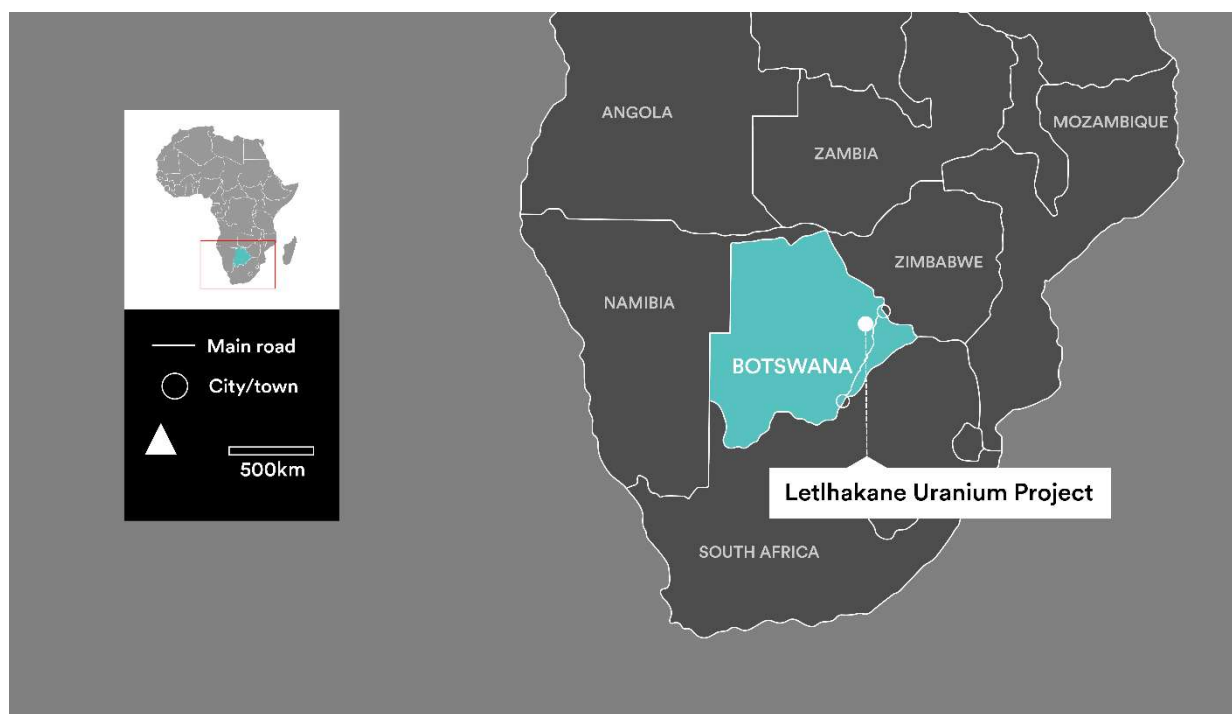 Main road
City/town
500km
ANGOLA
ZAMBIA
MOZAMBIQUE
ZIMBABWE
NAMIBIA
BOTSWANA
Letlhakane Uranium Project
SOUTH AFRICA